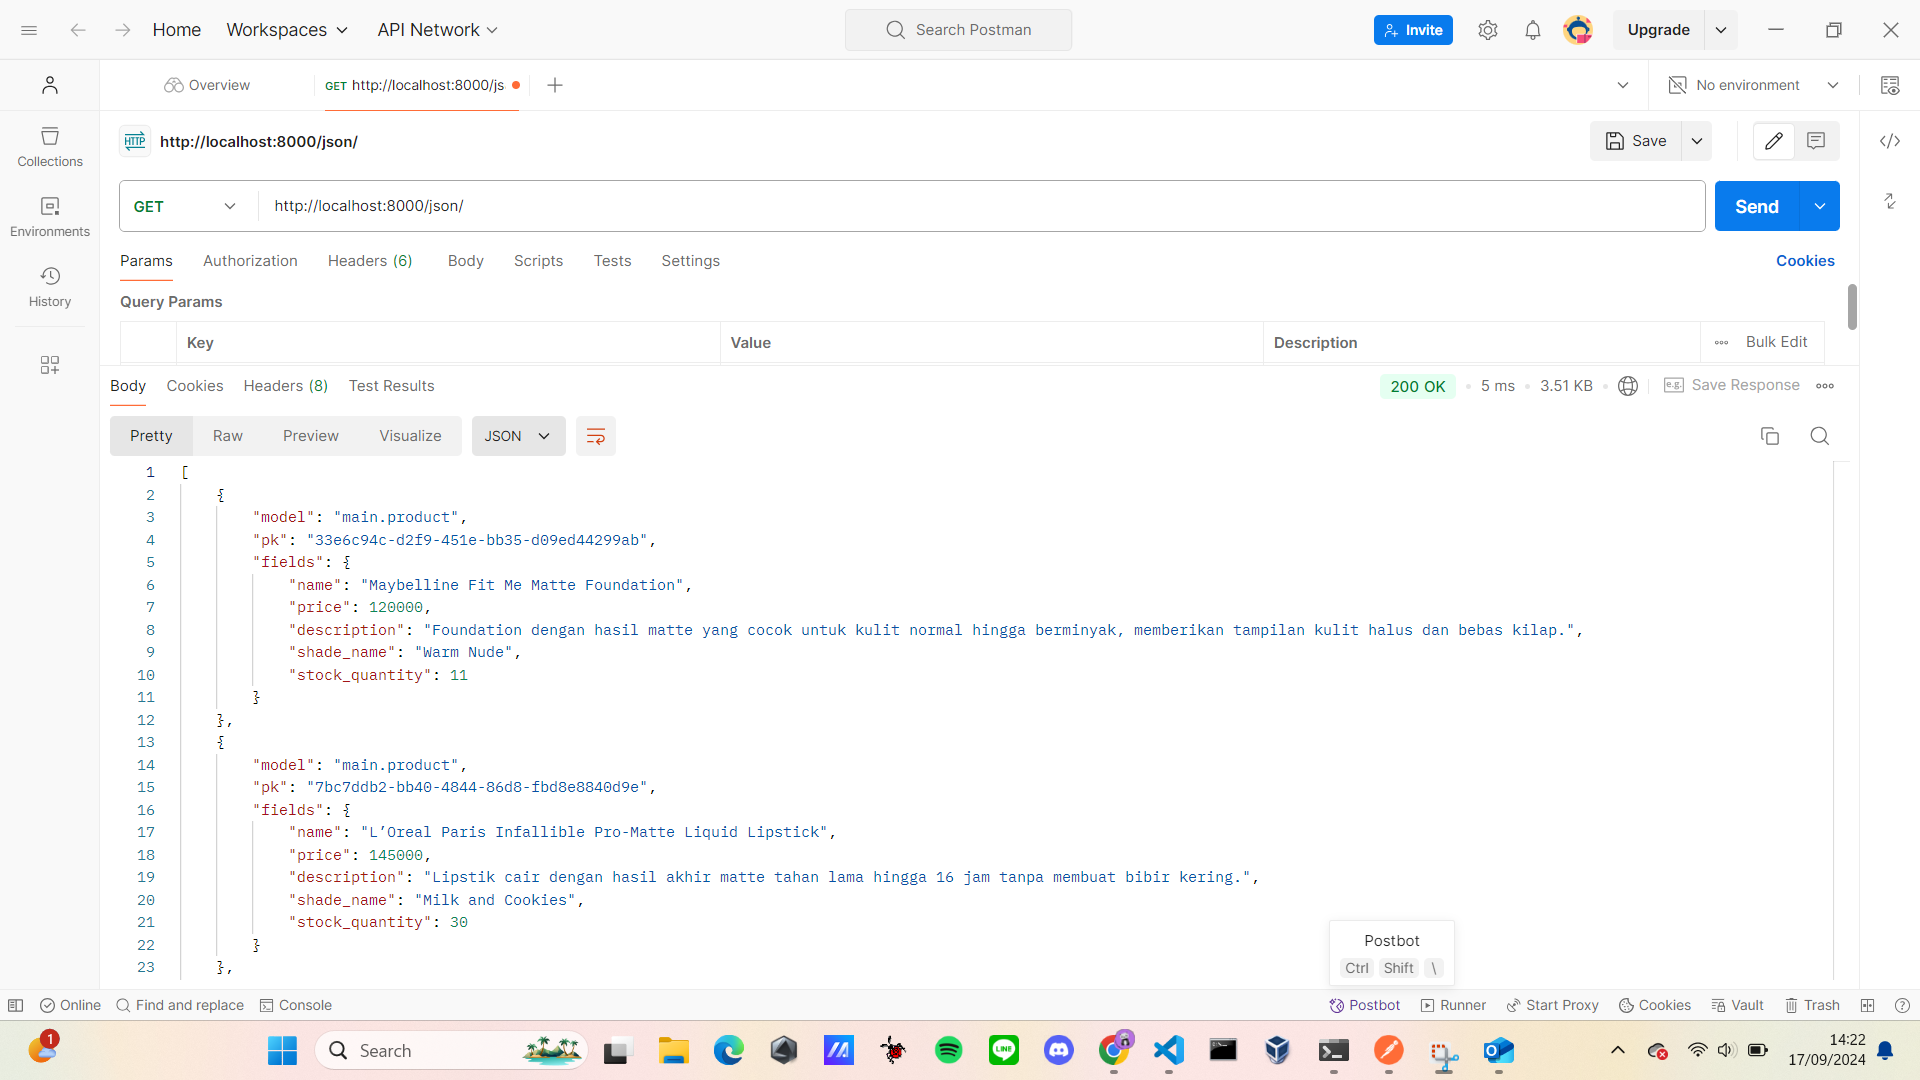 Home Workspaces API Network Search Postman Invite Upgrade
Overview GET http://localhost:8000/js No environment
HTTP http://localhost:8000/json/ Save
Collections
Environments
History
GET http://localhost:8000/json/ Send
Params Authorization Headers (6) Body Scripts Tests Settings Cookies
Query Params
Key Value Description Bulk Edit
Body Cookies Headers (8) Test Results 200 OK 5 ms 3.51 KB e.g. Save Response
Pretty Raw Preview Visualize JSON
1 [
2 {
3 "model": "main.product",
4 "pk": "33e6c94c-d2f9-451e-bb35-d09ed44299ab",
5 "fields": {
6 "name": "Maybelline Fit Me Matte Foundation",
7 "price": 120000,
8 "description": "Foundation dengan hasil matte yang cocok untuk kulit normal hingga berminyak, memberikan tampilan kulit halus dan bebas kilap.",
9 "shade_name": "Warm Nude",
10 "stock_quantity": 11
11 }
12 },
13 {
14 "model": "main.product",
15 "pk": "7bc7ddb2-bb40-4844-86d8-fbd8e8840d9e",
16 "fields": {
17 "name": "L’Oreal Paris Infallible Pro-Matte Liquid Lipstick",
18 "price": 145000,
19 "description": "Lipstik cair dengan hasil akhir matte tahan lama hingga 16 jam tanpa membuat bibir kering.",
20 "shade_name": "Milk and Cookies",
21 "stock_quantity": 30
22 }
23 },
Postbot
Ctrl Shift \
Online Find and replace Console Postbot Runner Start Proxy Cookies Vault Trash
1 Search LINE 14:22
17/09/2024